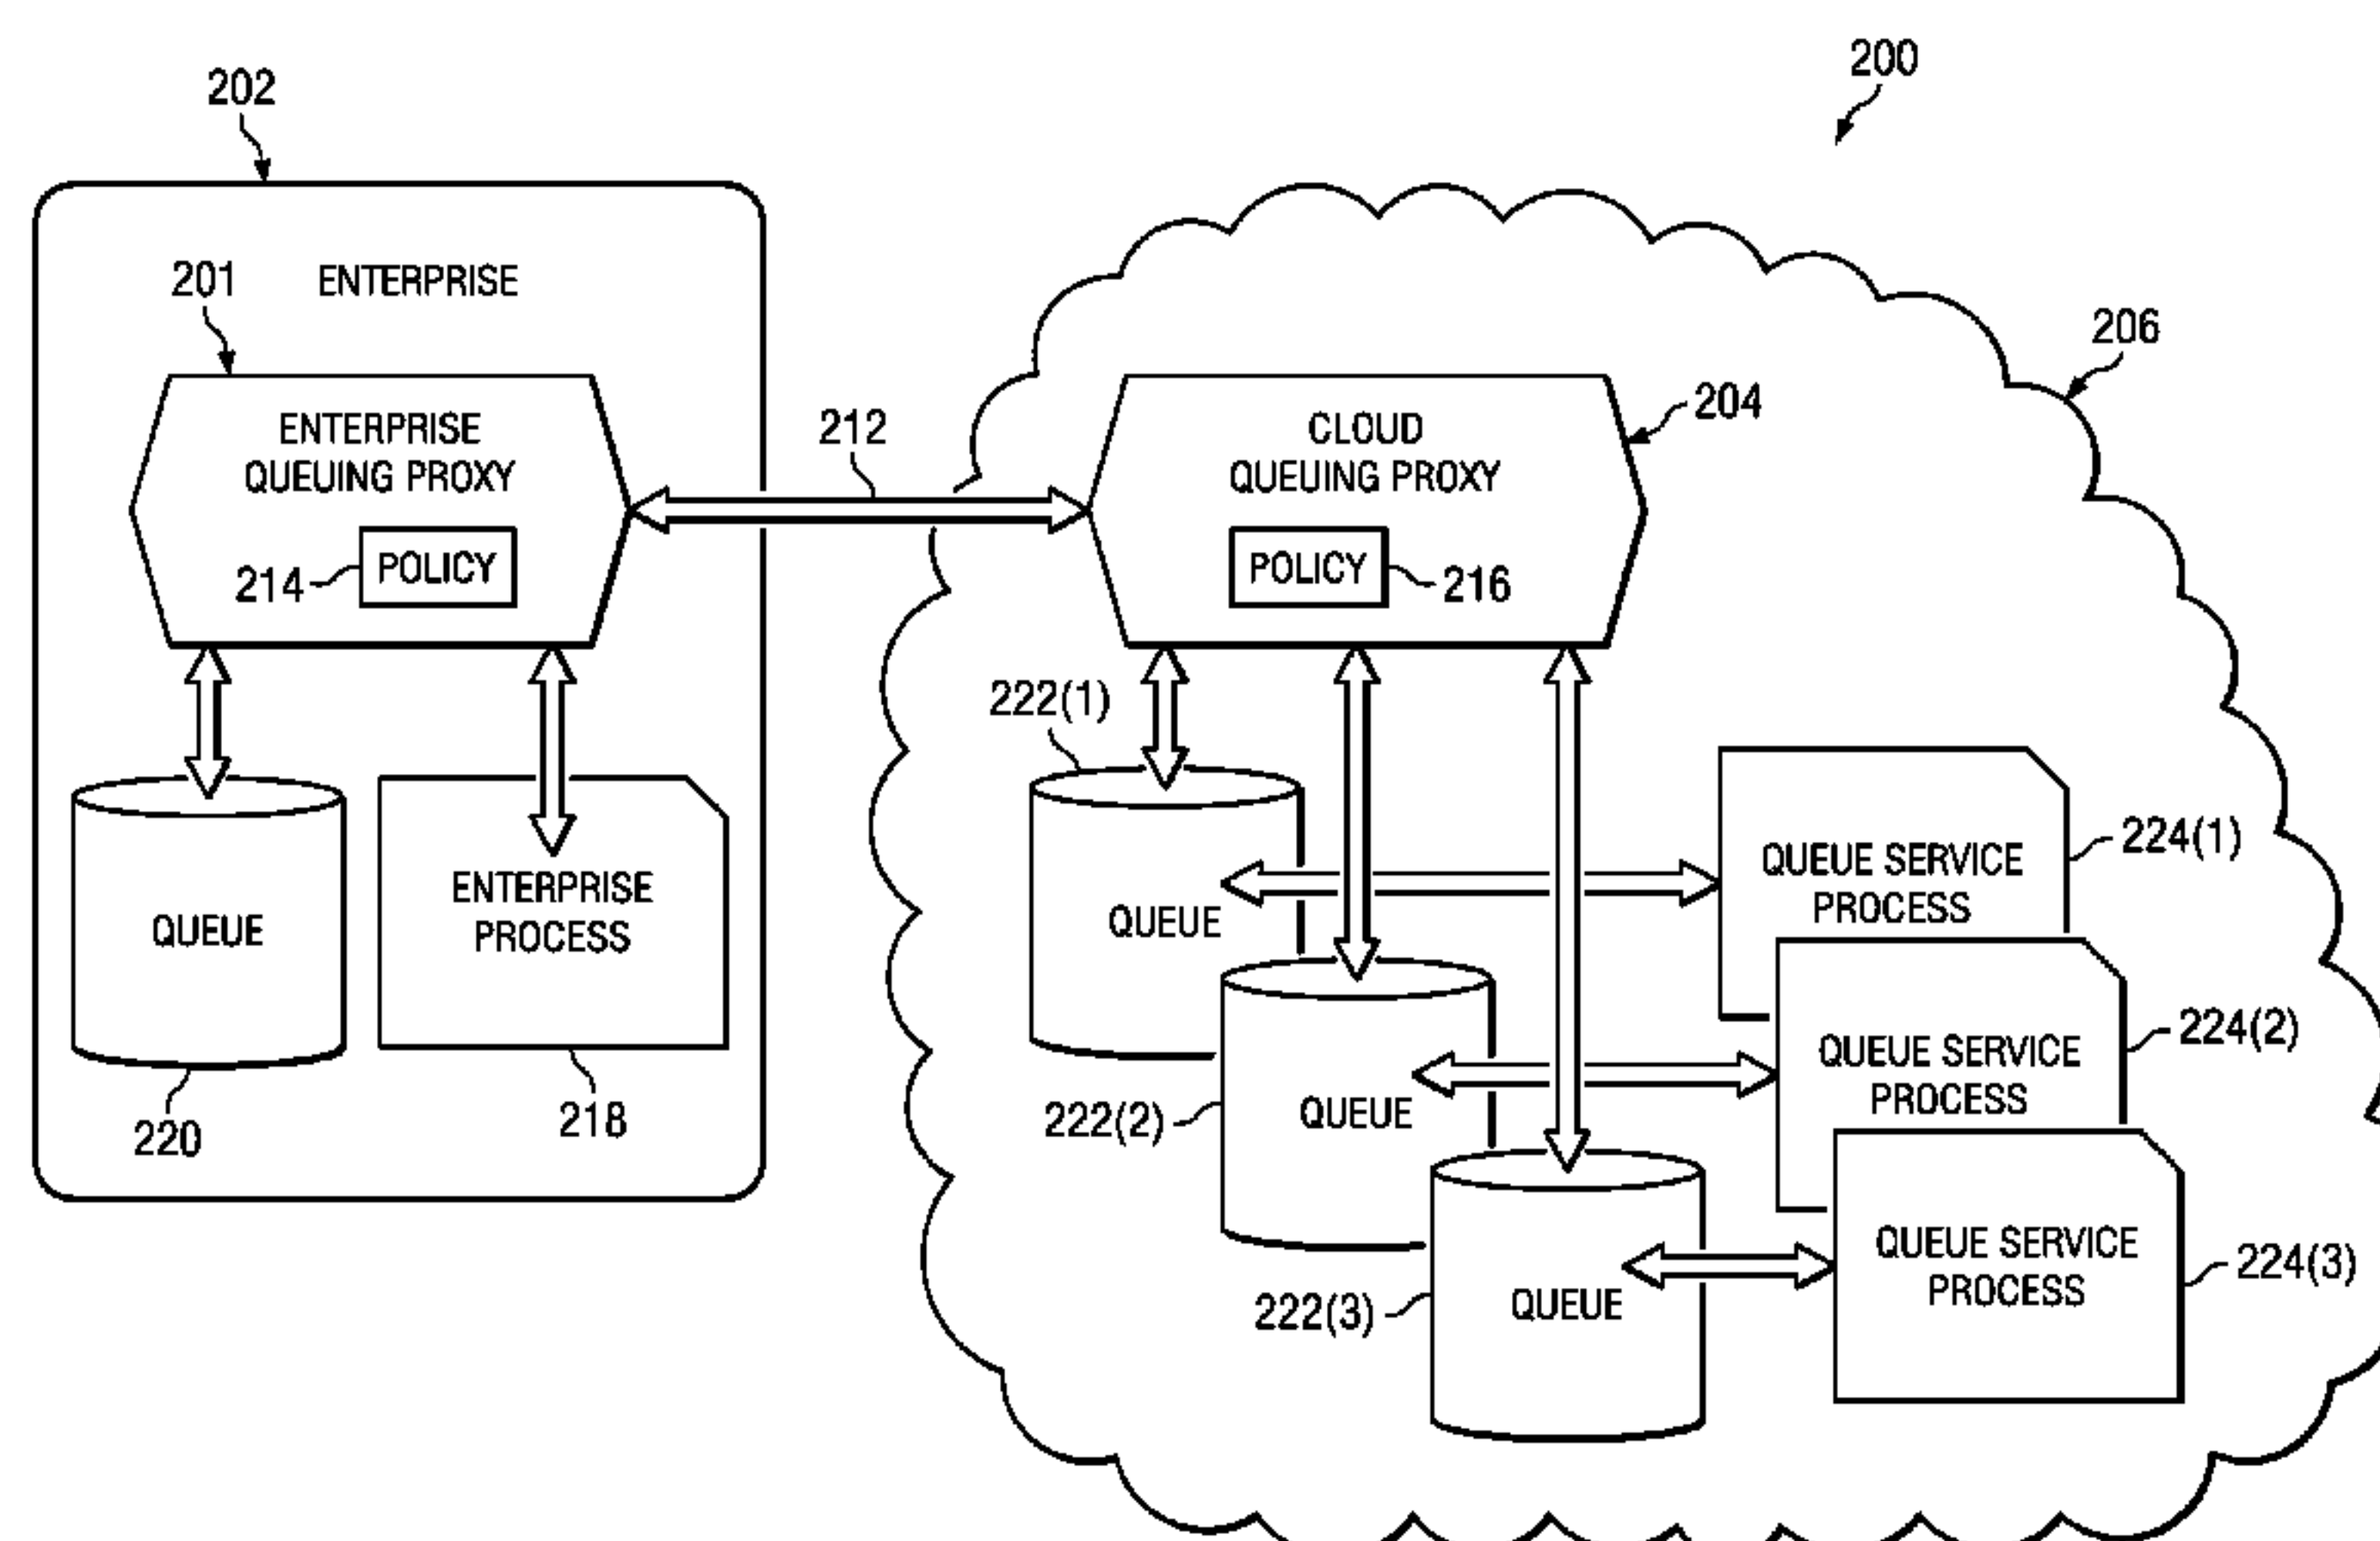 200
202
206
ENTERPRISE
201
ENTERPRISE
QUEUING PROXY
214
POLICY
212
CLOUD
QUEUING PROXY
204
POLICY
216
QUEUE
220
ENTERPRISE
PROCESS
218
222(1)
QUEUE
QUEUE SERVICE
PROCESS
224(1)
222(2)
QUEUE
QUEUE SERVICE
PROCESS
224(2)
222(3)
QUEUE
QUEUE SERVICE
PROCESS
224(3)